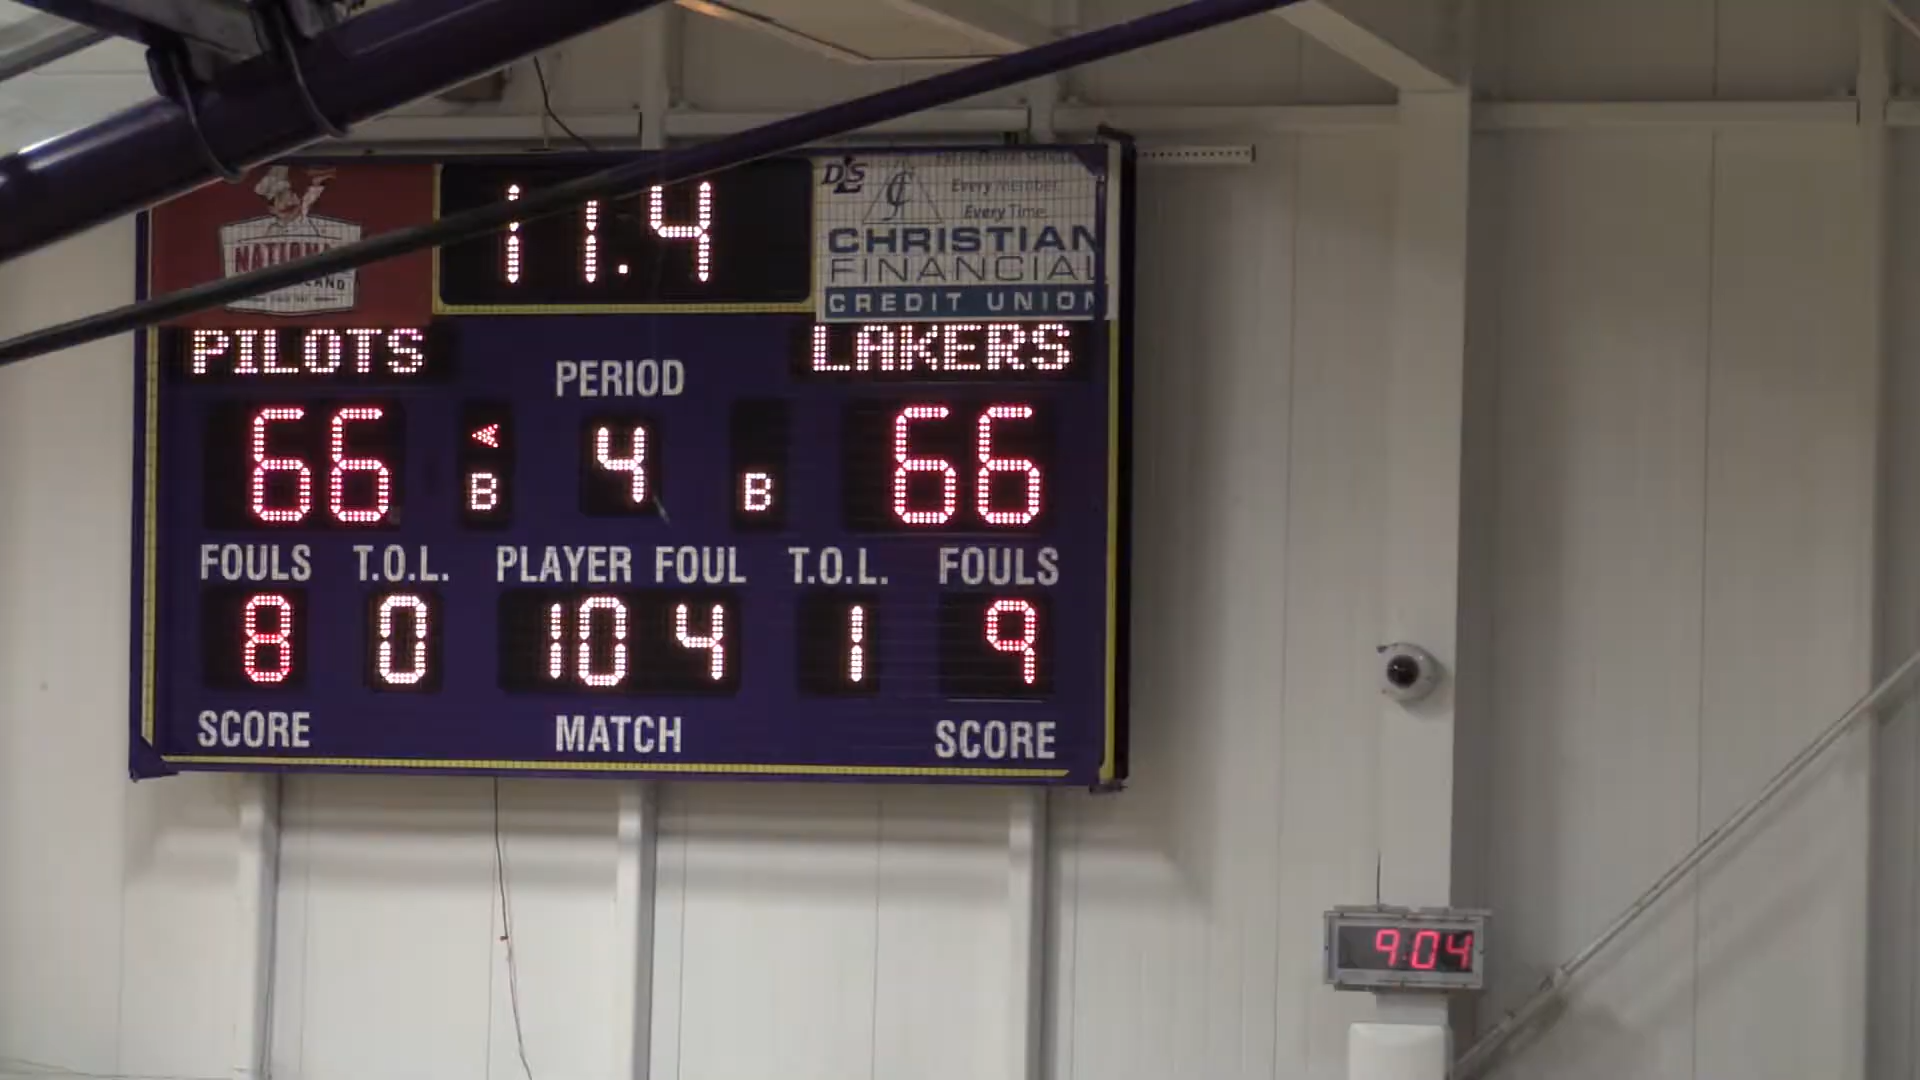 11.4
DLS
Every member.
Every Time.
CHRISTIAN
FINANCIAL
CREDIT UNION
PILOTS
LAKERS
PERIOD
66 B 4 B 66
FOULS T.O.L. PLAYER FOUL T.O.L. FOULS
8 0 10 4 1 9
SCORE MATCH SCORE
9:04